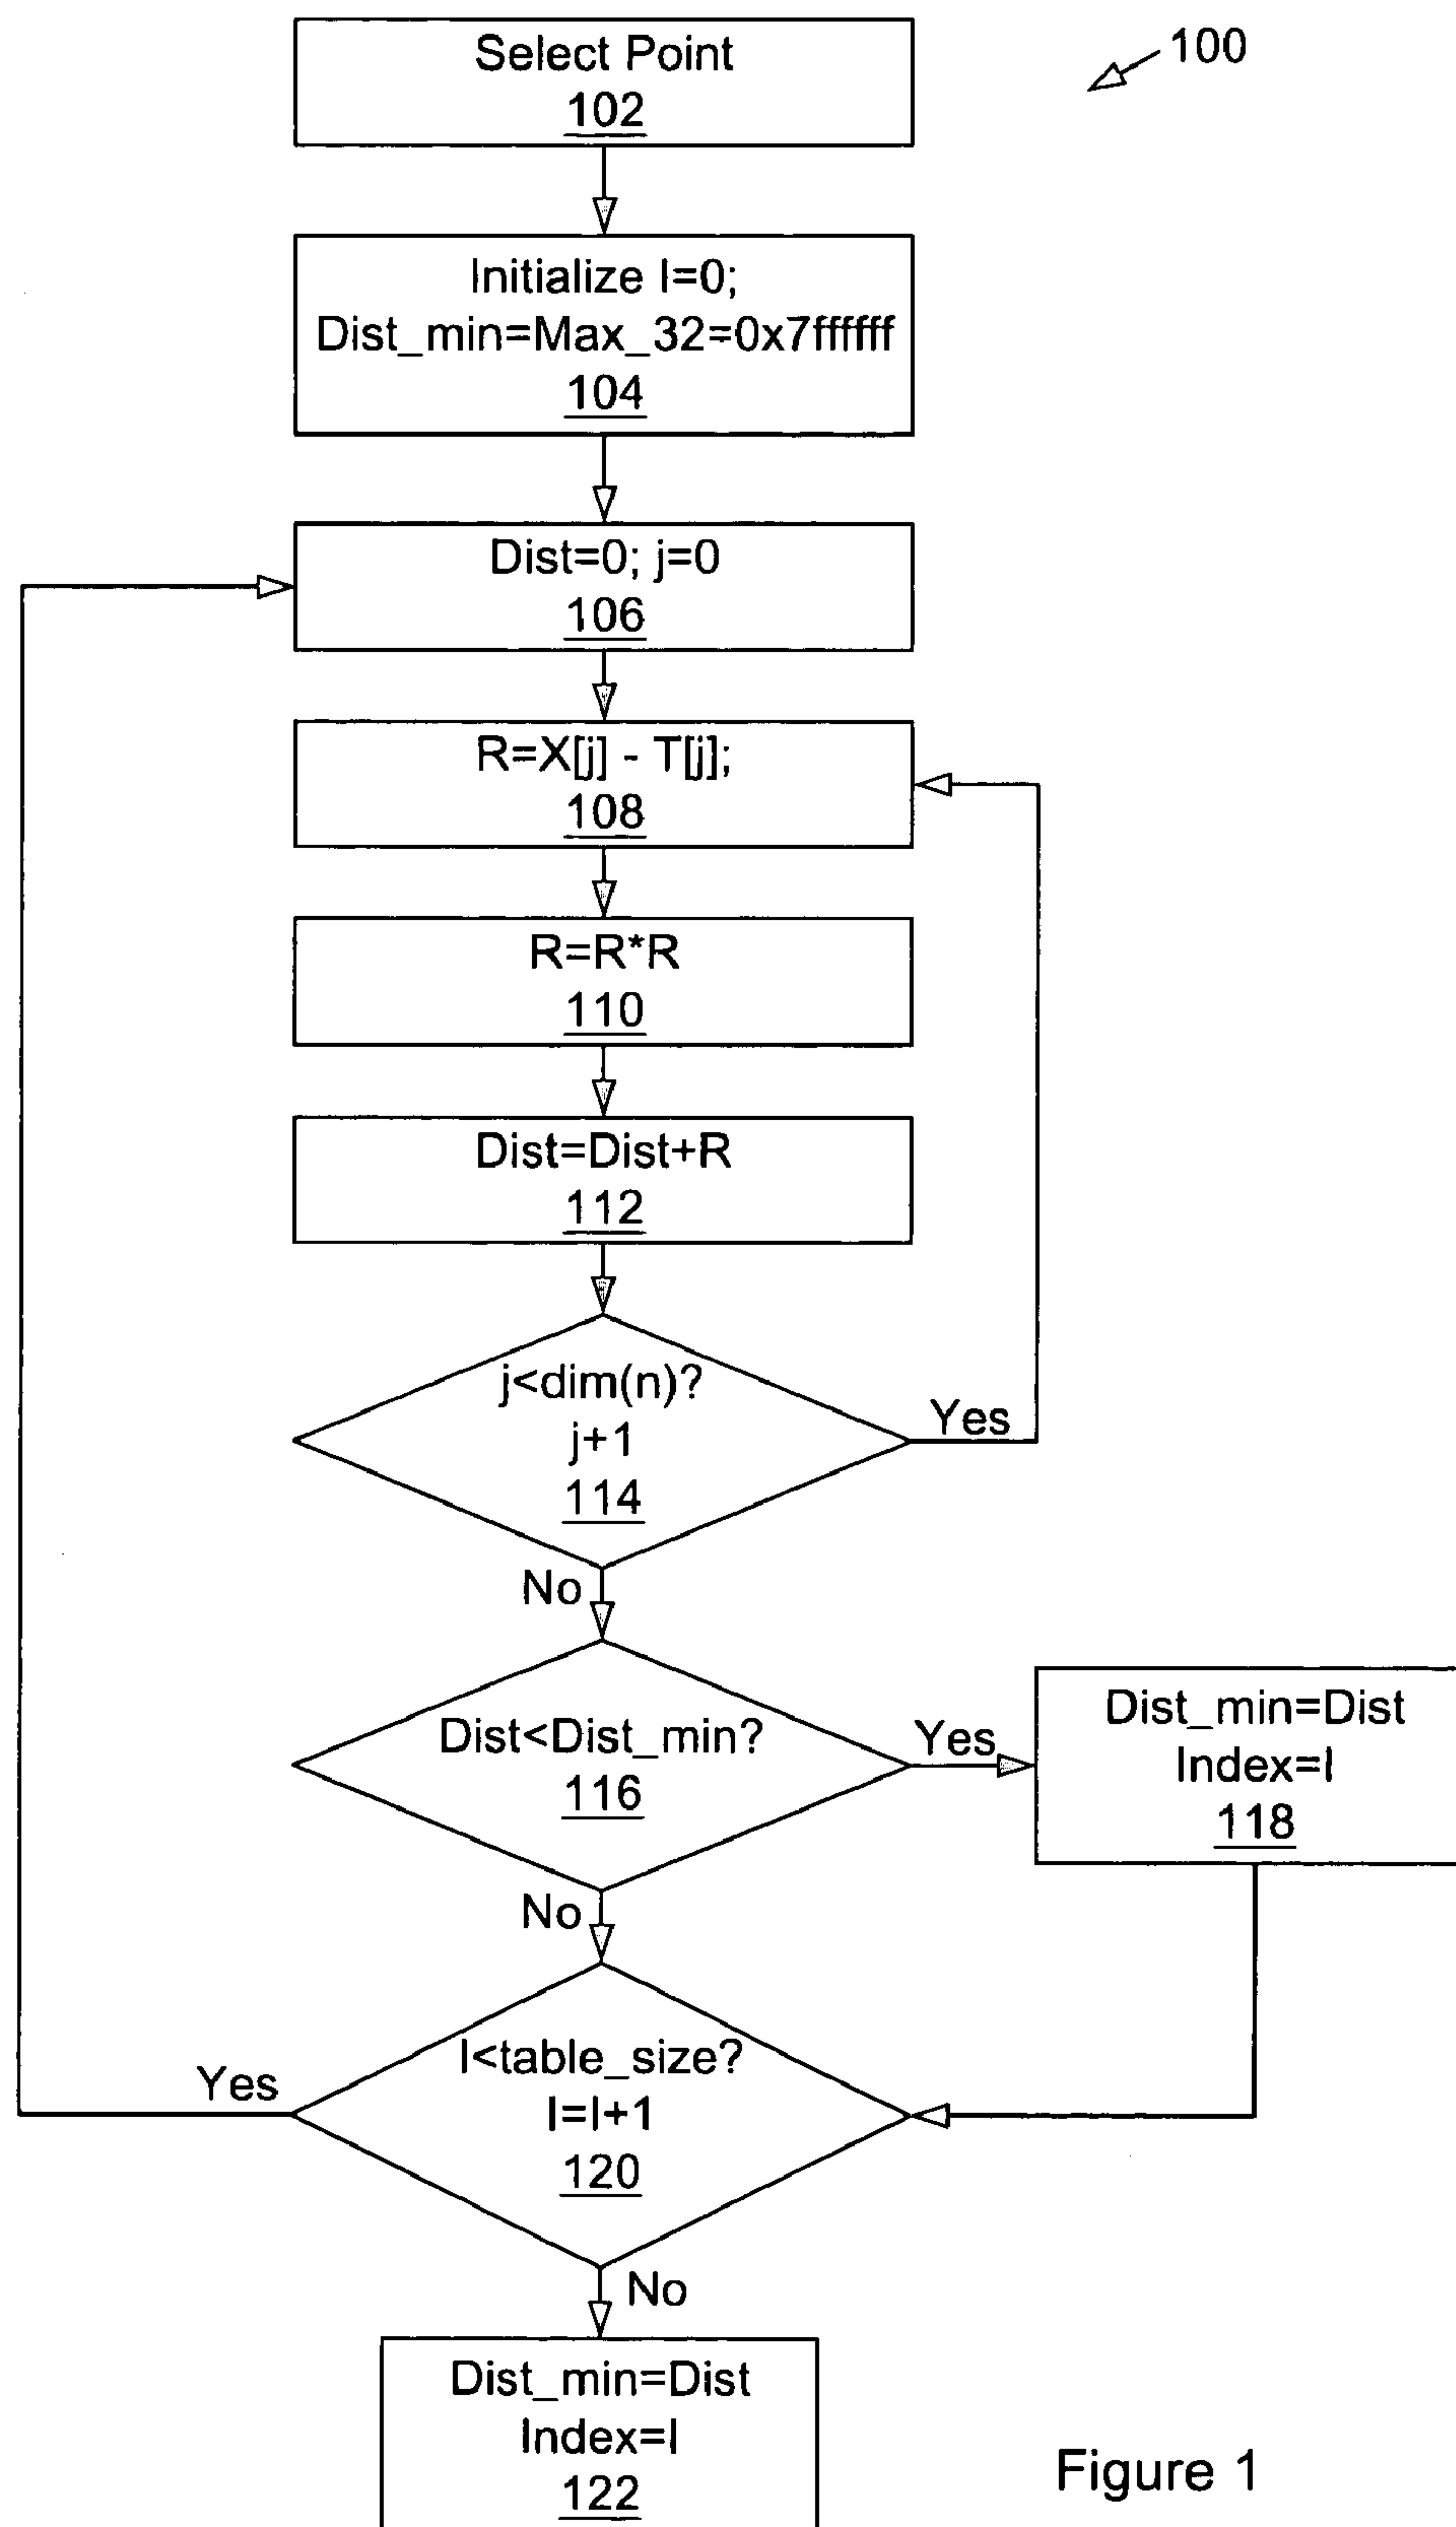 Select Point
102
100
Initialize I=0;
Dist_min=Max_32=0x7fffffff
104
Dist=0; j=0
106
R=X[j] - T[j];
108
R=R*R
110
Dist=Dist+R
112
j<dim(n)?
j+1
114
Yes
No
Dist<Dist_min?
116
Yes
Dist_min=Dist
Index=I
118
No
I<table_size?
I=I+1
120
Yes
No
Dist_min=Dist
Index=I
122
Figure 1